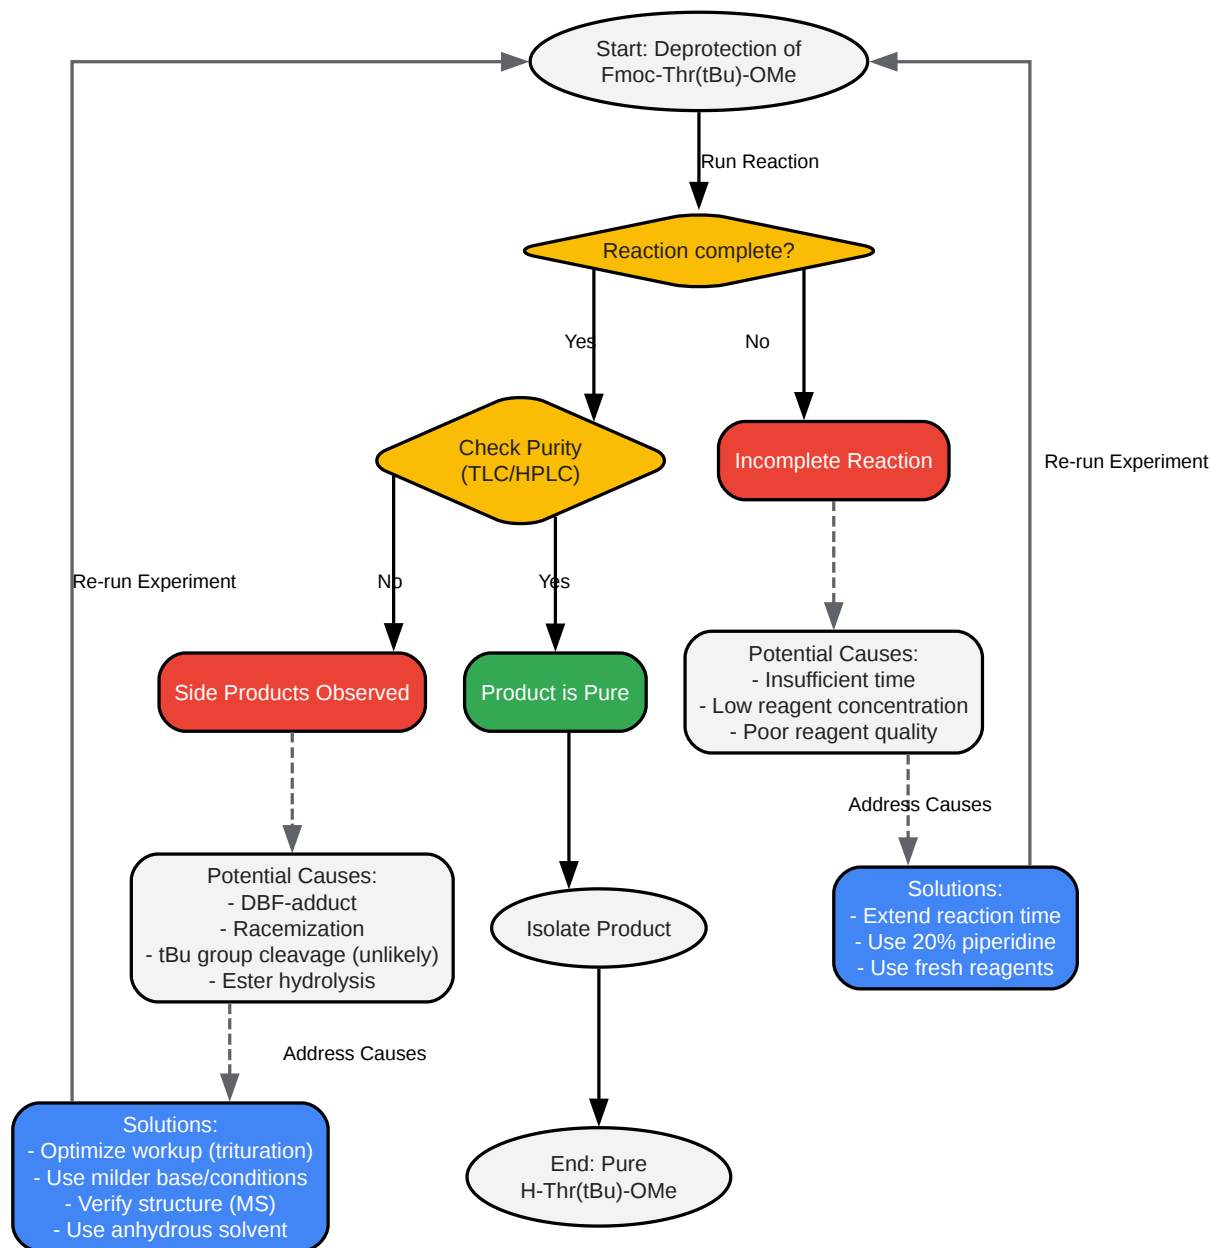 Start: Deprotection of
Fmoc-Thr(tBu)-OMe
Run Reaction
Reaction complete?
Yes
No
Check Purity
(TLC/HPLC)
Incomplete Reaction
Re-run Experiment
Re-run Experiment
No
Yes
Side Products Observed
Product is Pure
Potential Causes:
- Insufficient time
- Low reagent concentration
- Poor reagent quality
Address Causes
Potential Causes:
- DBF-adduct
- Racemization
- tBu group cleavage (unlikely)
- Ester hydrolysis
Isolate Product
Solutions:
- Extend reaction time
- Use 20% piperidine
- Use fresh reagents
Address Causes
Solutions:
- Optimize workup (trituration)
- Use milder base/conditions
- Verify structure (MS)
- Use anhydrous solvent
End: Pure
H-Thr(tBu)-OMe